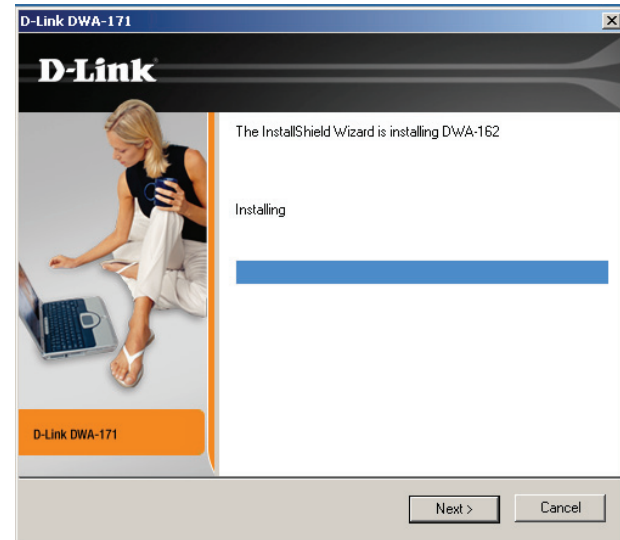 D-Link DWA-171
D-Link
The InstallShield Wizard is installing DWA-162
Installing
D-Link DWA-171
Next >
Cancel